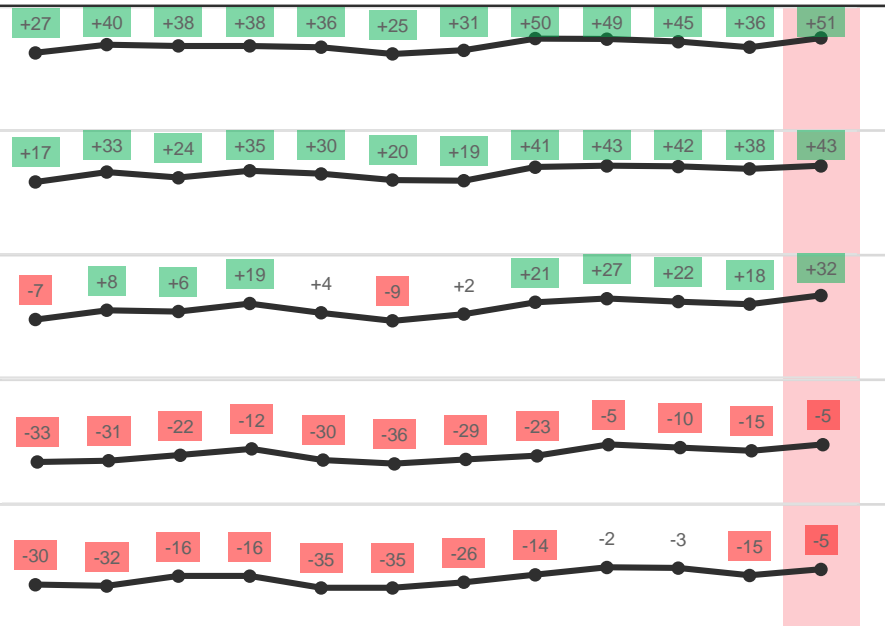 +27 +40 +38 +38 +36 +25 +31 +50 +49 +45 +36 +51
+17 +33 +24 +35 +30 +20 +19 +41 +43 +42 +38 +43
-7 +8 +6 +19 +4 -9 +2 +21 +27 +22 +18 +32
-33 -31 -22 -12 -30 -36 -29 -23 -5 -10 -15 -5
-30 -32 -16 -16 -35 -35 -26 -14 -2 -3 -15 -5